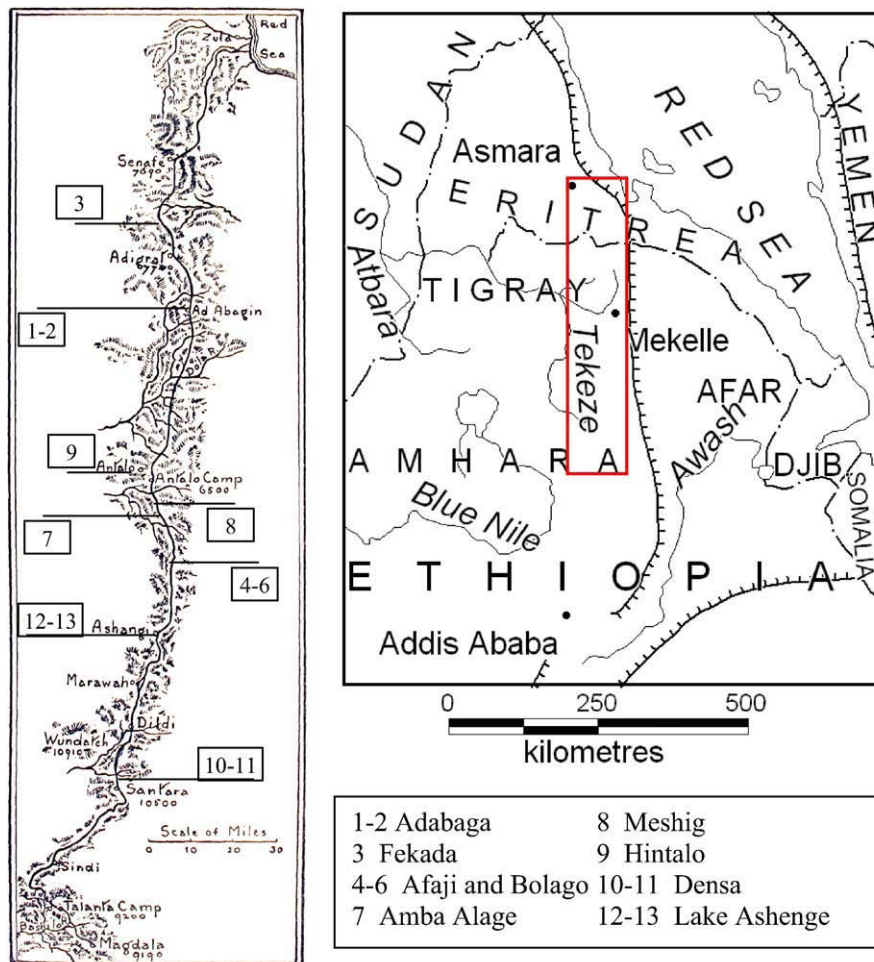 Red
Zula
Sea
Senafe
7090
3
Adigrat
Ad Abagin
1-2
9
Antalo
Antalo Camp
6500
7
8
4-6
12-13
Ashangi
Marawah
Dildi
Wundatch
10910
10-11
Santara
10500
Scale of Miles
0 10 20 30
Sindi
Talanta Camp
9200
Magdala
9190
SUDAN
Asmara
RED SEA
YEMEN
ERITREA
Atbara
TIGRAY
Tekeze
Mekelle
AFAR
AMHARA
Awash
DJIB.
SOMALIA
Blue Nile
ETHIOPIA
Addis Ababa
0 250 500
kilometres
1-2 Adabaga
3 Fekada
4-6 Afaji and Bolago
7 Amba Alage
8 Meshig
9 Hintalo
10-11 Densa
12-13 Lake Ashenge